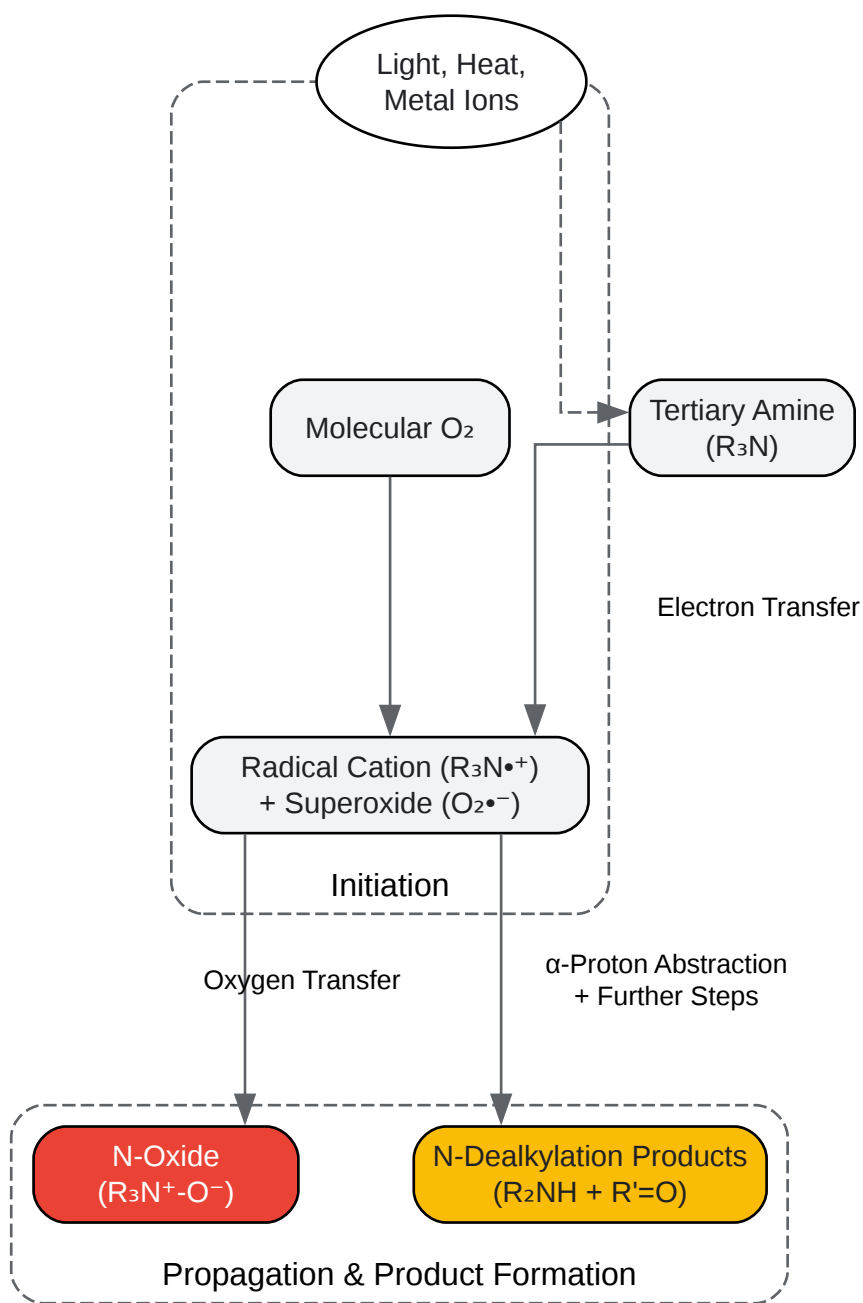 Light, Heat,
Metal Ions
Molecular O₂
Tertiary Amine
(R₃N)
Electron Transfer
Radical Cation (R₃N•⁺)
+ Superoxide (O₂•⁻)
Initiation
Oxygen Transfer
α-Proton Abstraction
+ Further Steps
N-Oxide
(R₃N⁺-O⁻)
N-Dealkylation Products
(R₂NH + R'=O)
Propagation & Product Formation